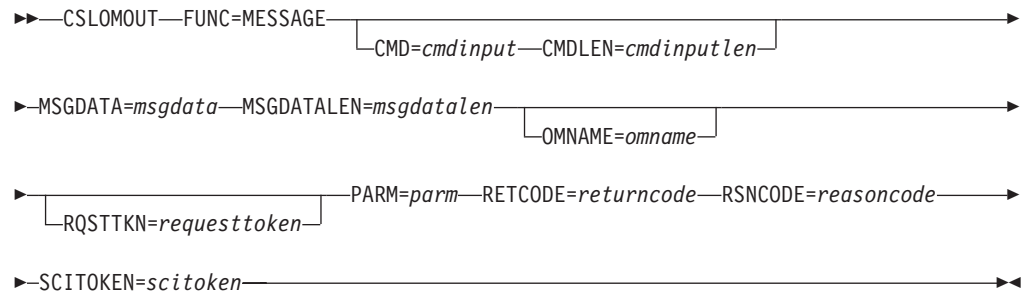 CSLOMOUT FUNC=MESSAGE
CMD=cmdinput CMDLEN=cmdinputlen
MSGDATA=msgdata MSGDATALEN=msgdatalen
OMNAME=omname
PARM=parm RETCODE=returncode RSNCODE=reasoncode
RQSTTKN=requesttoken
SCITOKEN=scitoken